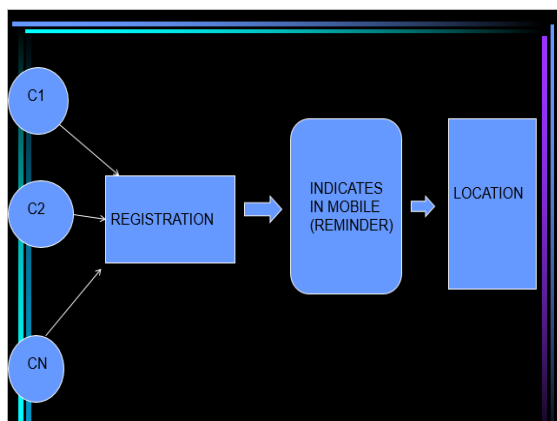 C1
C2
CN
REGISTRATION
INDICATES
IN MOBILE
(REMINDER)
LOCATION